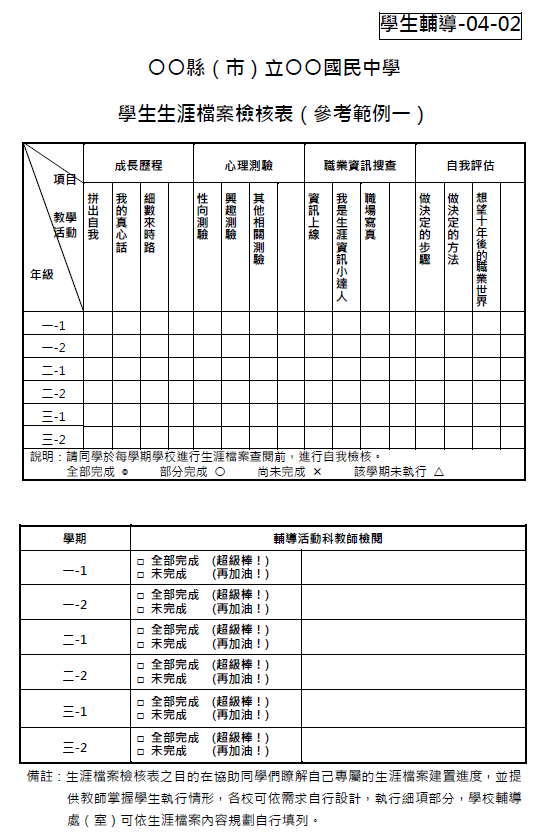 學生輔導-04-02
〇〇縣（市）立〇〇國民中學
學生生涯檔案檢核表（參考範例一）
項目
教學
活動
年級
成長歷程
心理測驗
職業資訊搜查
自我評估
拼出自我
我的真心話
細數來時路
性向測驗
興趣測驗
其他相關測驗
資訊上線
我是生涯資訊小達人
職場寫真
做決定的步驟
做決定的方法
想望十年後的職業世界
一-1
一-2
二-1
二-2
三-1
三-2
說明：請同學於每學期學校進行生涯檔案查閱前，進行自我檢核。
全部完成 ◎ 部分完成 ○ 尚未完成 × 該學期未執行 △
學期 輔導活動科教師檢閱
一-1
□ 全部完成 (超級棒！)
□ 未完成 (再加油！)
一-2
□ 全部完成 (超級棒！)
□ 未完成 (再加油！)
二-1
□ 全部完成 (超級棒！)
□ 未完成 (再加油！)
二-2
□ 全部完成 (超級棒！)
□ 未完成 (再加油！)
三-1
□ 全部完成 (超級棒！)
□ 未完成 (再加油！)
三-2
□ 全部完成 (超級棒！)
□ 未完成 (再加油！)
備註：生涯檔案檢核表之目的在協助同學們瞭解自己專屬的生涯檔案建置進度，並提
供教師掌握學生執行情形，各校可依需求自行設計，執行細項部分，學校輔導
處（室）可依生涯檔案內容規劃自行填列。